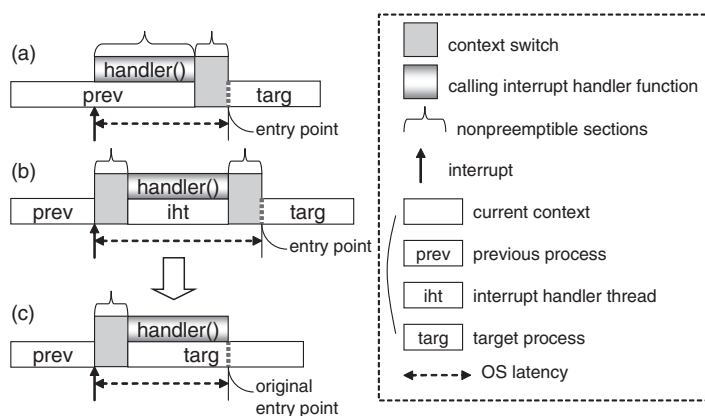 (a)
handler()
prev
targ
entry point
(b)
handler()
prev
iht
targ
entry point
(c)
handler()
prev
targ
original
entry point
context switch
calling interrupt handler function
nonpreemptible sections
interrupt
current context
prev previous process
iht interrupt handler thread
targ target process
OS latency